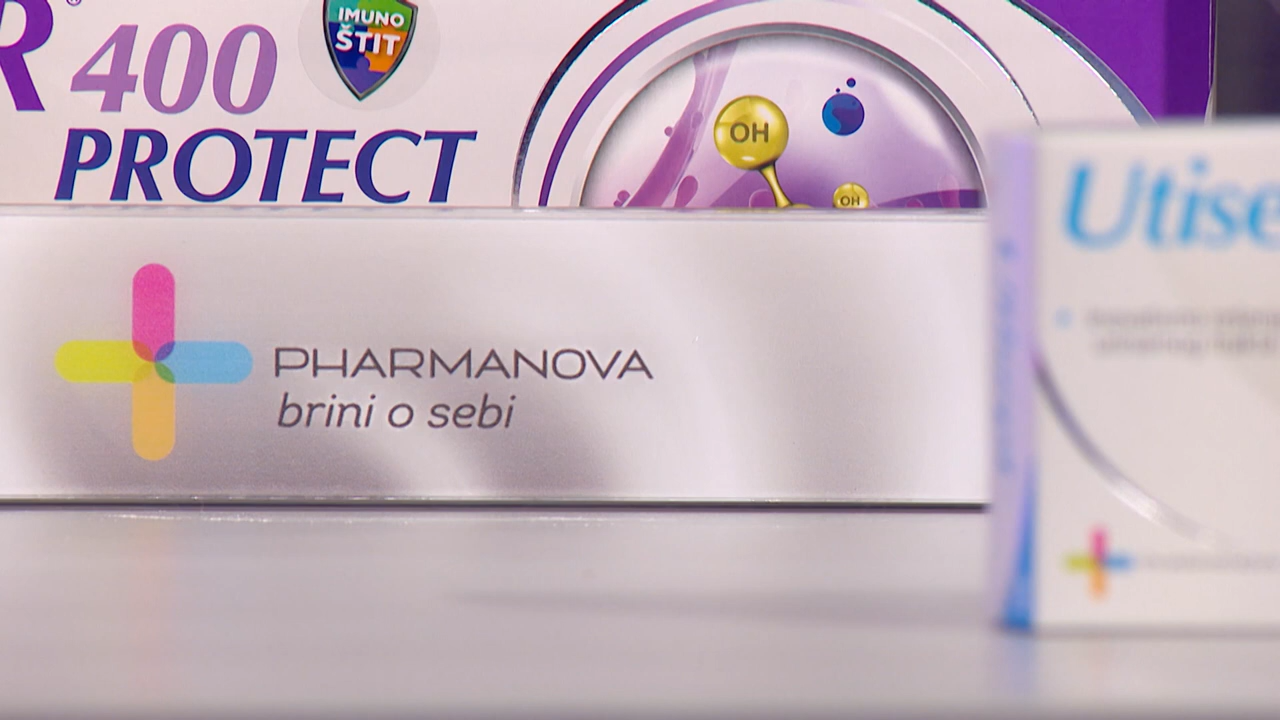 R® 400
IMUNO
ŠTIT
PROTECT
OH
OH
PHARMANOVA
brini o sebi
Utise